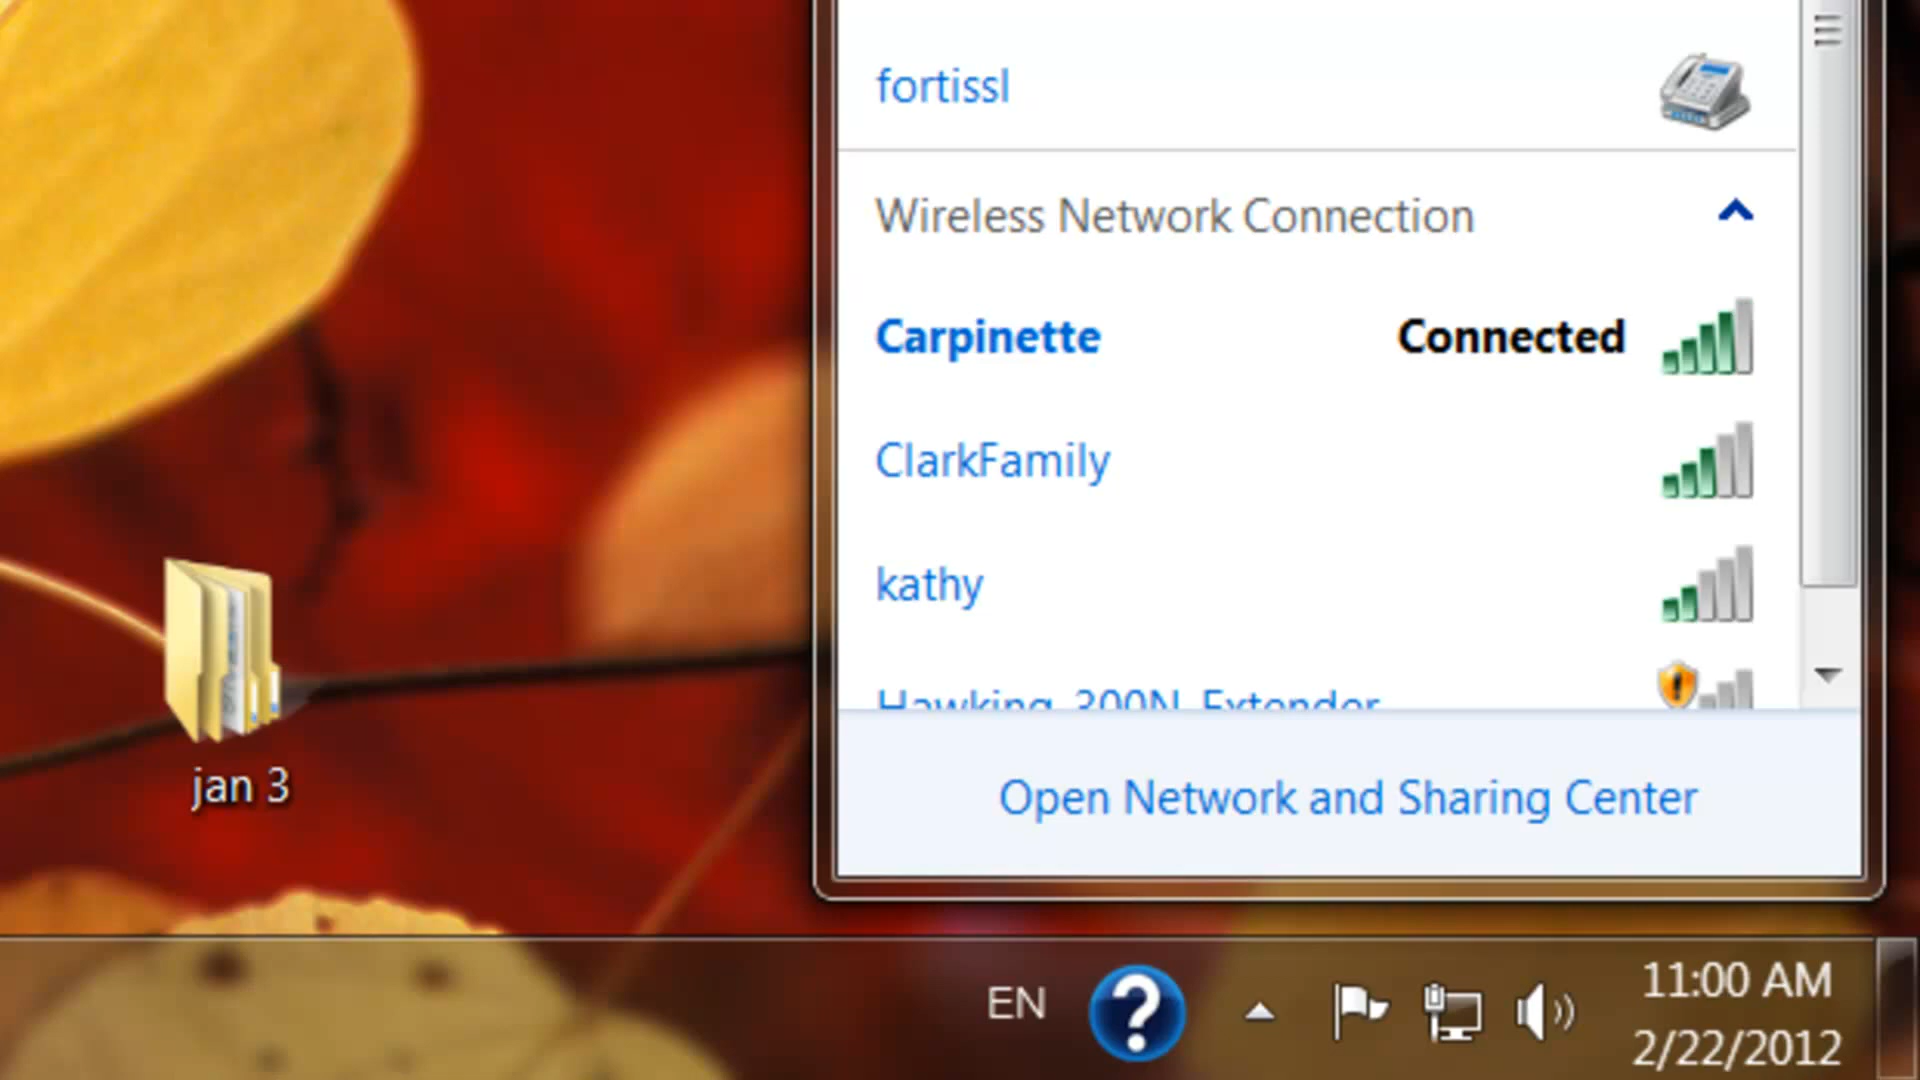 fortissl
Wireless Network Connection
Carpinette Connected
ClarkFamily
kathy
Hawking_300N_Extender
Open Network and Sharing Center
jan 3
EN
11:00 AM
2/22/2012